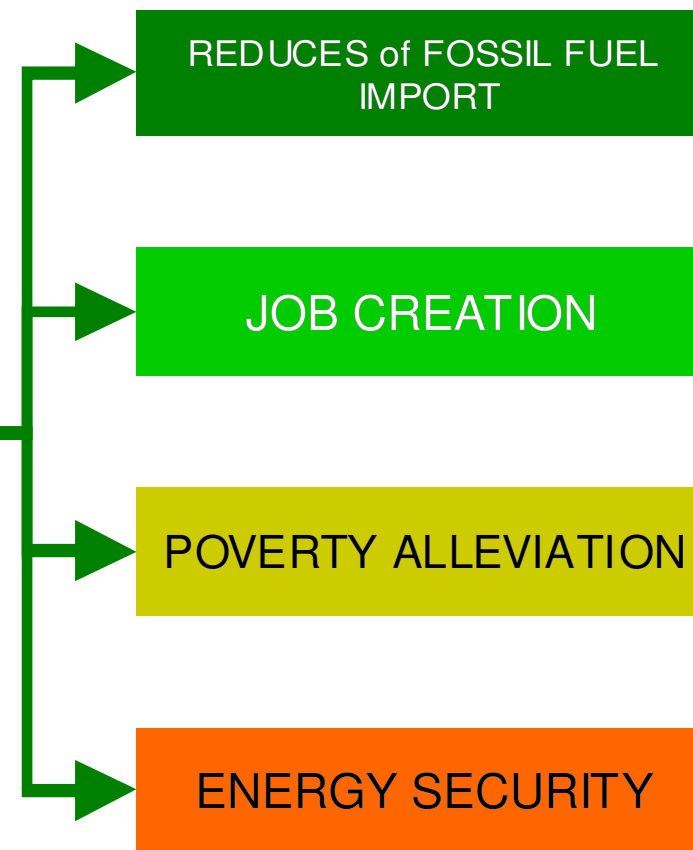 REDUCES of FOSSIL FUEL
IMPORT
JOB CREATION
POVERTY ALLEVIATION
ENERGY SECURITY